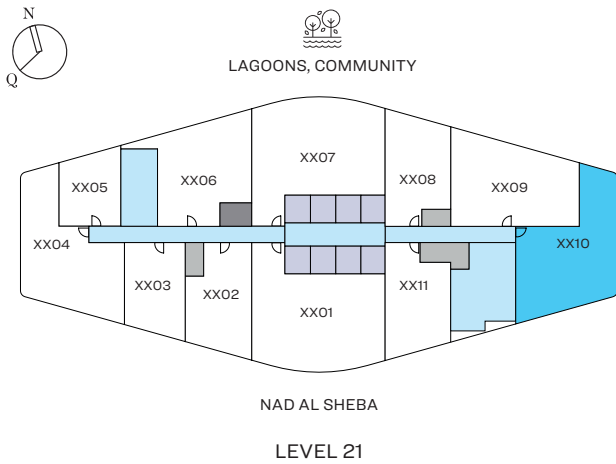 N
Q
LAGOONS, COMMUNITY
XX07
XX05
XX06
XX08
XX09
XX04
XX10
XX03
XX02
XX01
XX11
NAD AL SHEBA
LEVEL 21